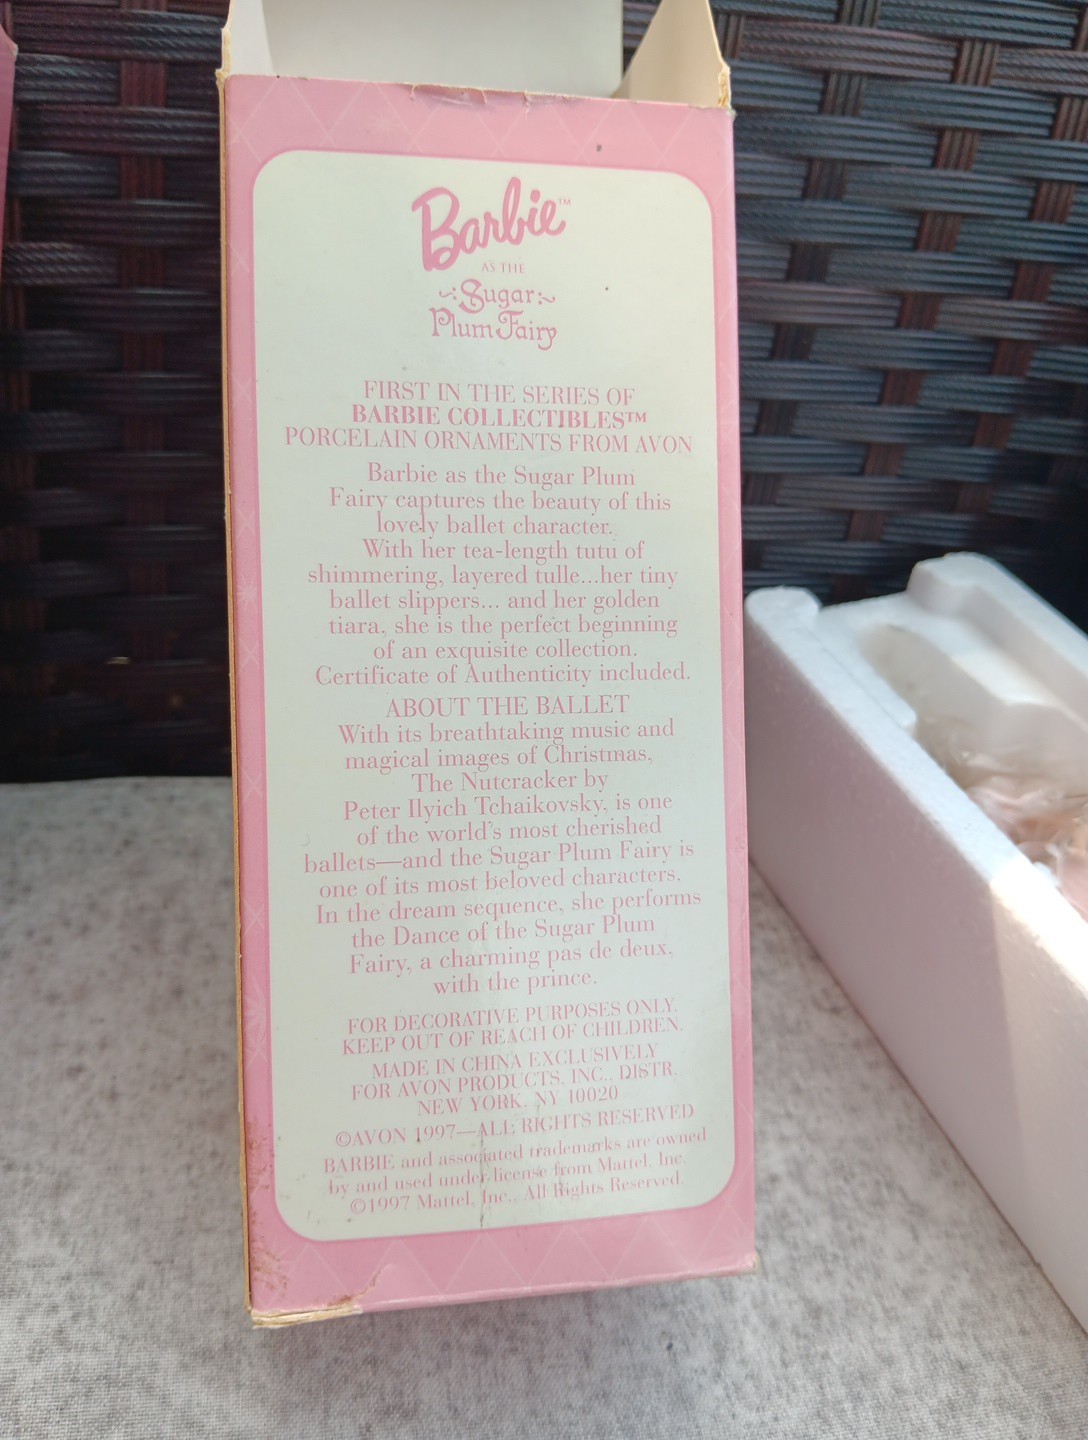 Barbie™
AS THE
Sugar
Plum Fairy
FIRST IN THE SERIES OF
BARBIE COLLECTIBLES™
PORCELAIN ORNAMENTS FROM AVON
Barbie as the Sugar Plum
Fairy captures the beauty of this
lovely ballet character.
With her tea-length tutu of
shimmering, layered tulle...her tiny
ballet slippers... and her golden
tiara, she is the perfect beginning
of an exquisite collection.
Certificate of Authenticity included.
ABOUT THE BALLET
With its breathtaking music and
magical images of Christmas,
The Nutcracker by
Peter Ilyich Tchaikovsky, is one
of the world's most cherished
ballets—and the Sugar Plum Fairy is
one of its most beloved characters.
In the dream sequence, she performs
the Dance of the Sugar Plum
Fairy, a charming pas de deux,
with the prince.
FOR DECORATIVE PURPOSES ONLY.
KEEP OUT OF REACH OF CHILDREN.
MADE IN CHINA EXCLUSIVELY
FOR AVON PRODUCTS, INC., DISTR.
NEW YORK, NY 10020
©AVON 1997—ALL RIGHTS RESERVED
BARBIE and associated trademarks are owned
by and used under license from Mattel, Inc.
©1997 Mattel, Inc., All Rights Reserved.